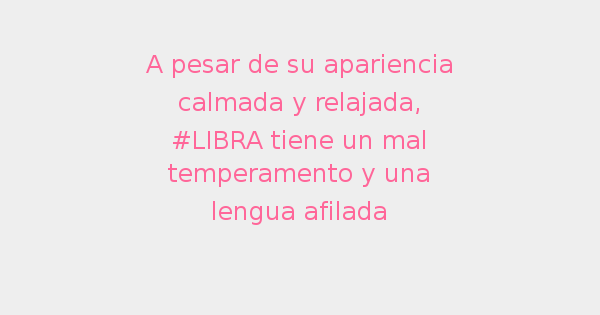 A pesar de su apariencia
calmada y relajada,
#LIBRA tiene un mal
temperamento y una
lengua afilada